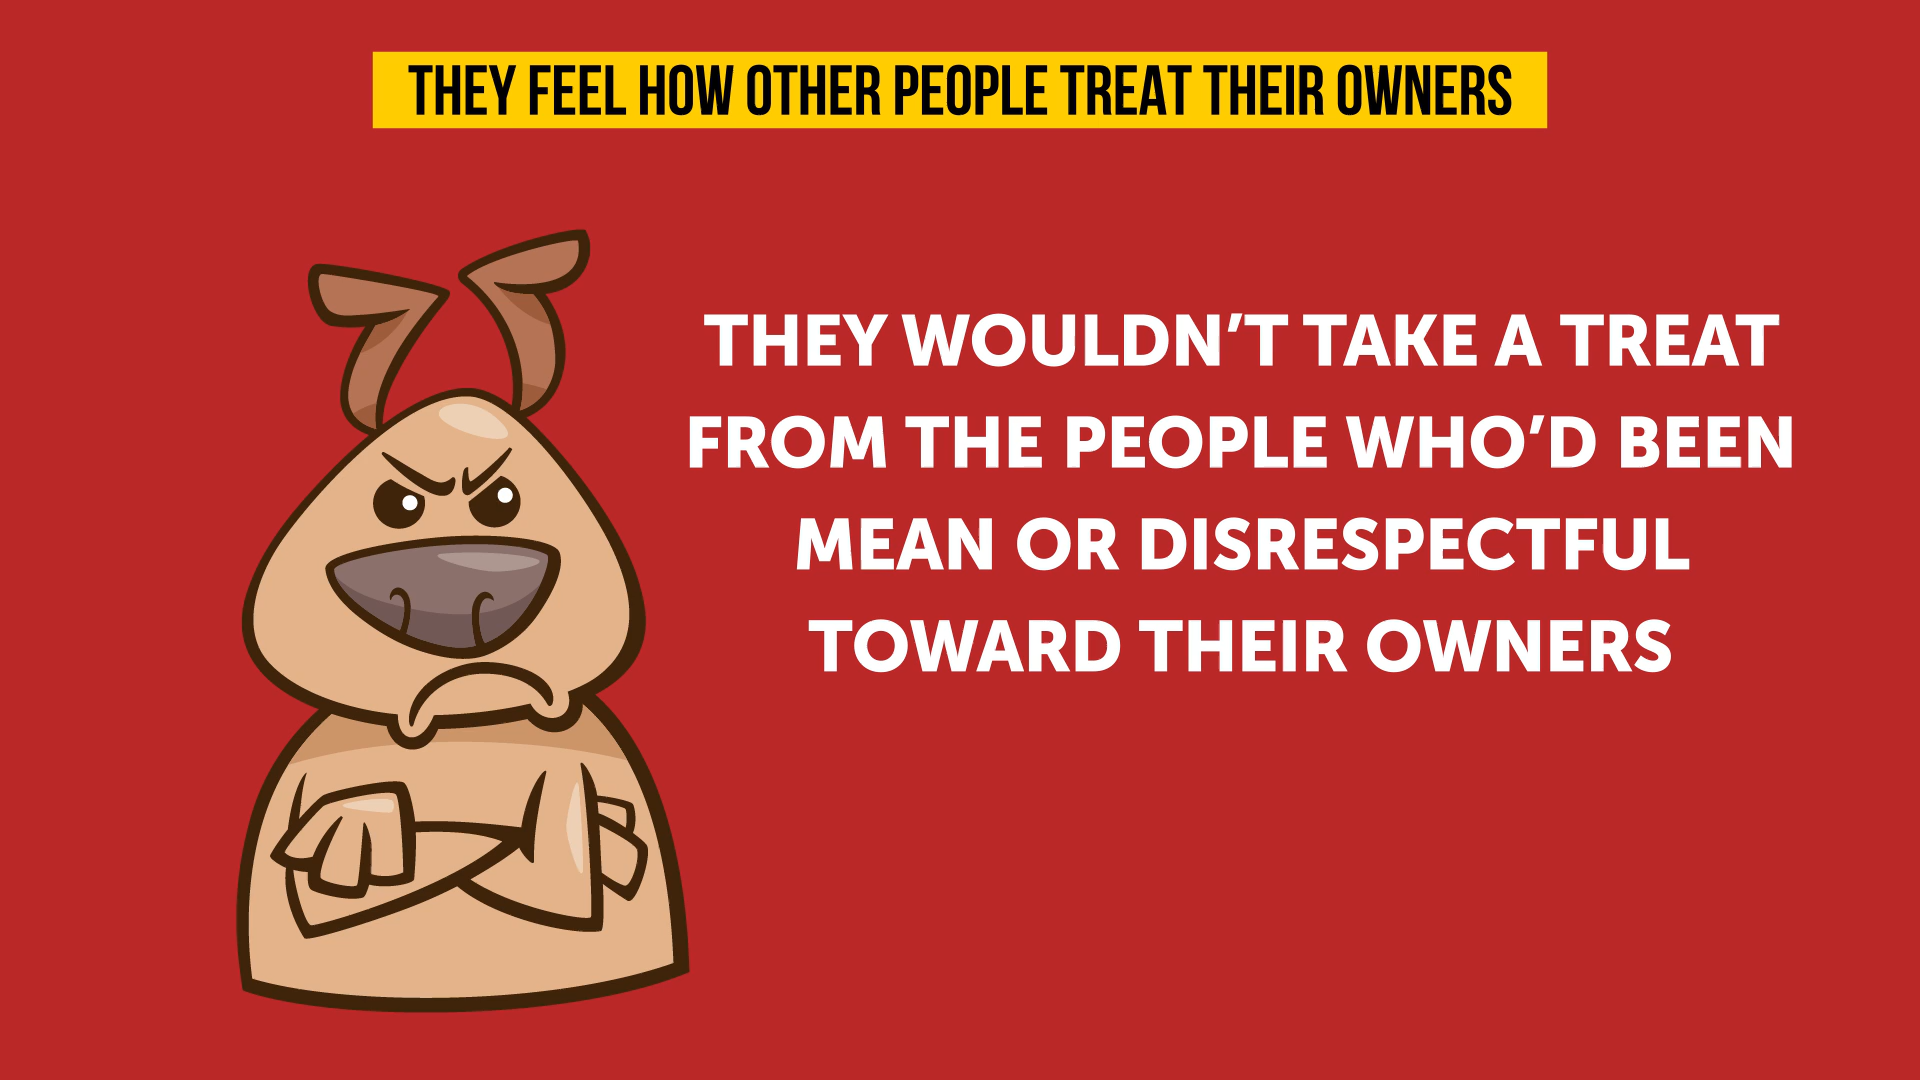 THEY FEEL HOW OTHER PEOPLE TREAT THEIR OWNERS
THEY WOULDN’T TAKE A TREAT
FROM THE PEOPLE WHO’D BEEN
MEAN OR DISRESPECTFUL
TOWARD THEIR OWNERS